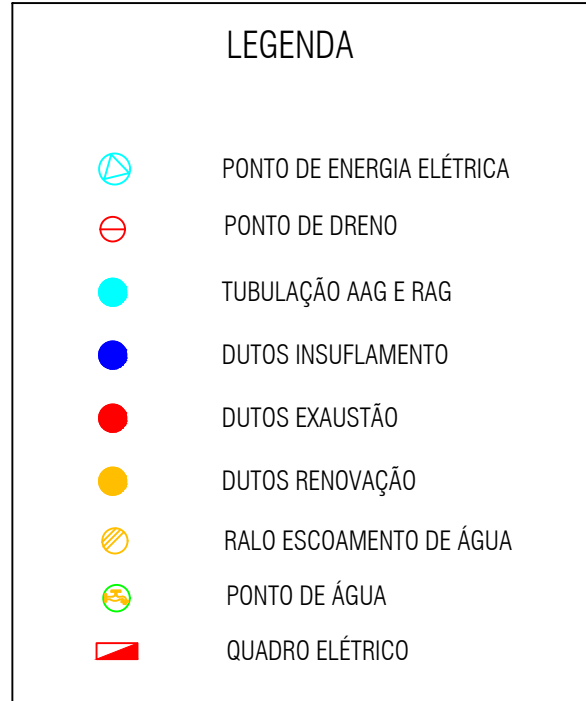 LEGENDA
PONTO DE ENERGIA ELÉTRICA
PONTO DE DRENO
TUBULAÇÃO AAG E RAG
DUTOS INSUFLAMENTO
DUTOS EXAUSTÃO
DUTOS RENOVAÇÃO
RALO ESCOAMENTO DE ÁGUA
PONTO DE ÁGUA
QUADRO ELÉTRICO